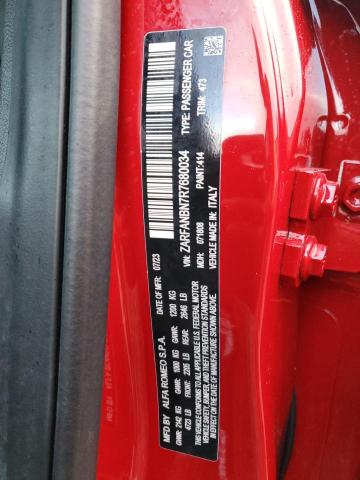 MFD BY: ALFA ROMEO S.P.A. DATE OF MFR: 07/23
GVWR: 2142 KG GAWR: 1000 KG GAWR: 1200 KG
4723 LB FRONT: 2205 LB REAR: 2646 LB
THIS VEHICLE CONFORMS TO ALL APPLICABLE U.S. FEDERAL MOTOR
VEHICLE SAFETY, BUMPER, AND THEFT PREVENTION STANDARDS
IN EFFECT ON THE DATE OF MANUFACTURE SHOWN ABOVE.
VIN: ZARFANBN7R7680034 TYPE: PASSENGER CAR
MDH: 071808 PAINT:414 TRIM: 473
VEHICLE MADE IN: ITALY